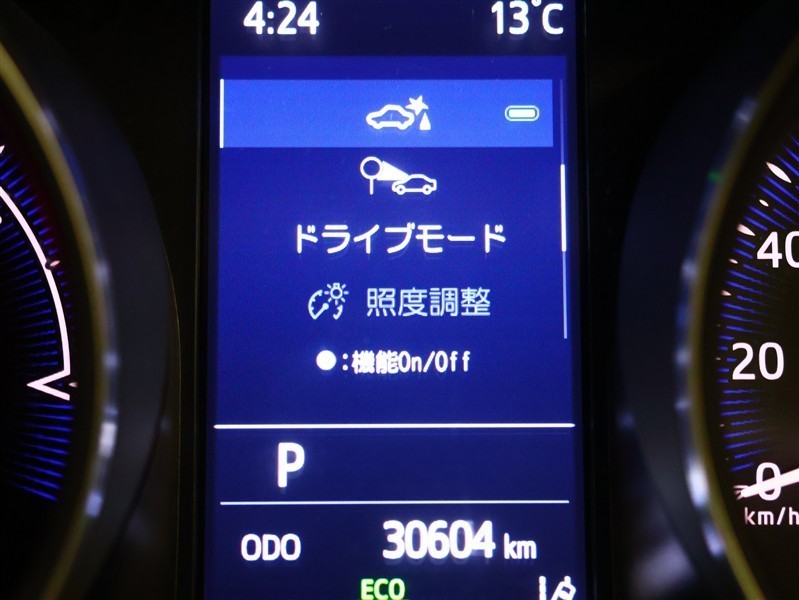 4:24 13°C
ドライブモード
照度調整
●:機能On/Off
P
ODO 30604 km
ECO
40
20
0
km/h